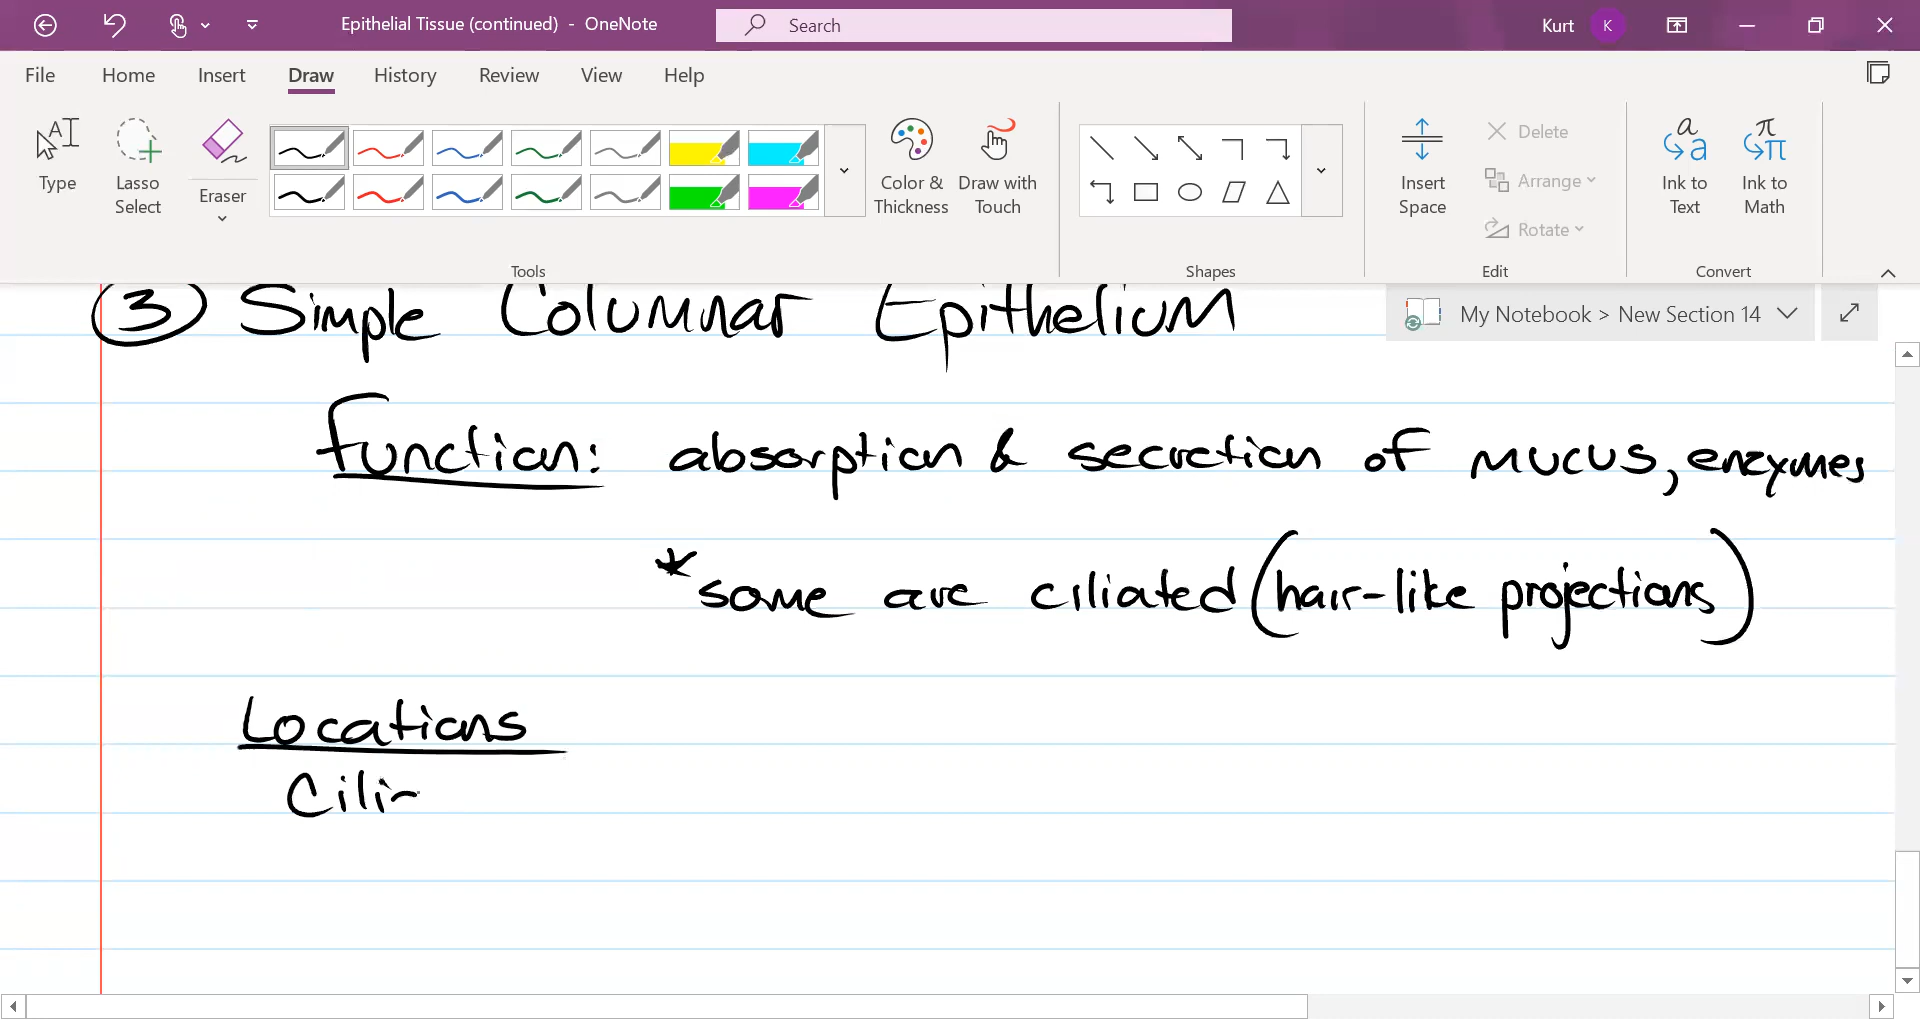 Epithelial Tissue (continued) - OneNote
Search
Kurt K
File Home Insert Draw History Review View Help
Type
Lasso Select
Eraser
Color & Thickness
Draw with Touch
Insert Space
Delete
Arrange
Rotate
Ink to Text
Ink to Math
Tools Shapes Edit Convert
My Notebook > New Section 14
③ Simple Columnar Epithelium
Function: absorption & secretion of mucus, enzymes
*some are ciliated (hair-like projections)
Locations
Cili